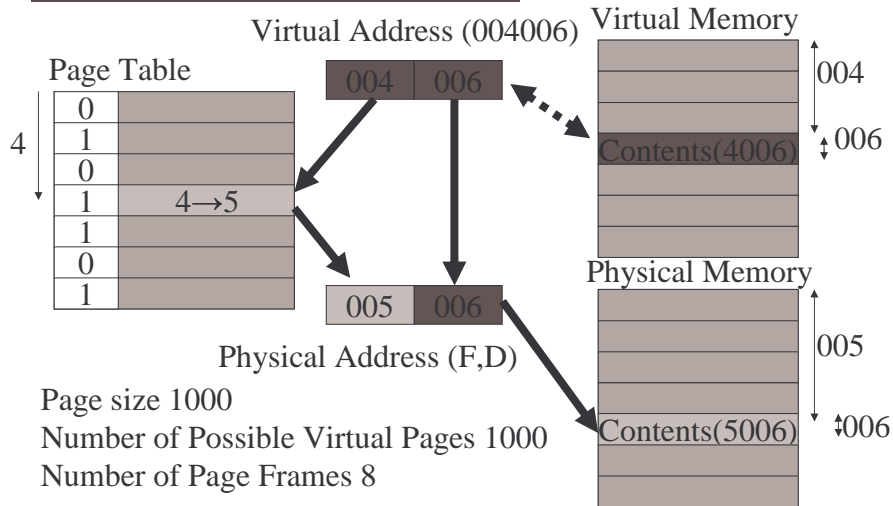 Virtual Address (004006)
Virtual Memory
Page Table
004 006
004
4
0
1
0
1 4→5
1
0
1
Contents(4006)
006
Physical Memory
005 006
005
Physical Address (F,D)
Contents(5006)
006
Page size 1000
Number of Possible Virtual Pages 1000
Number of Page Frames 8